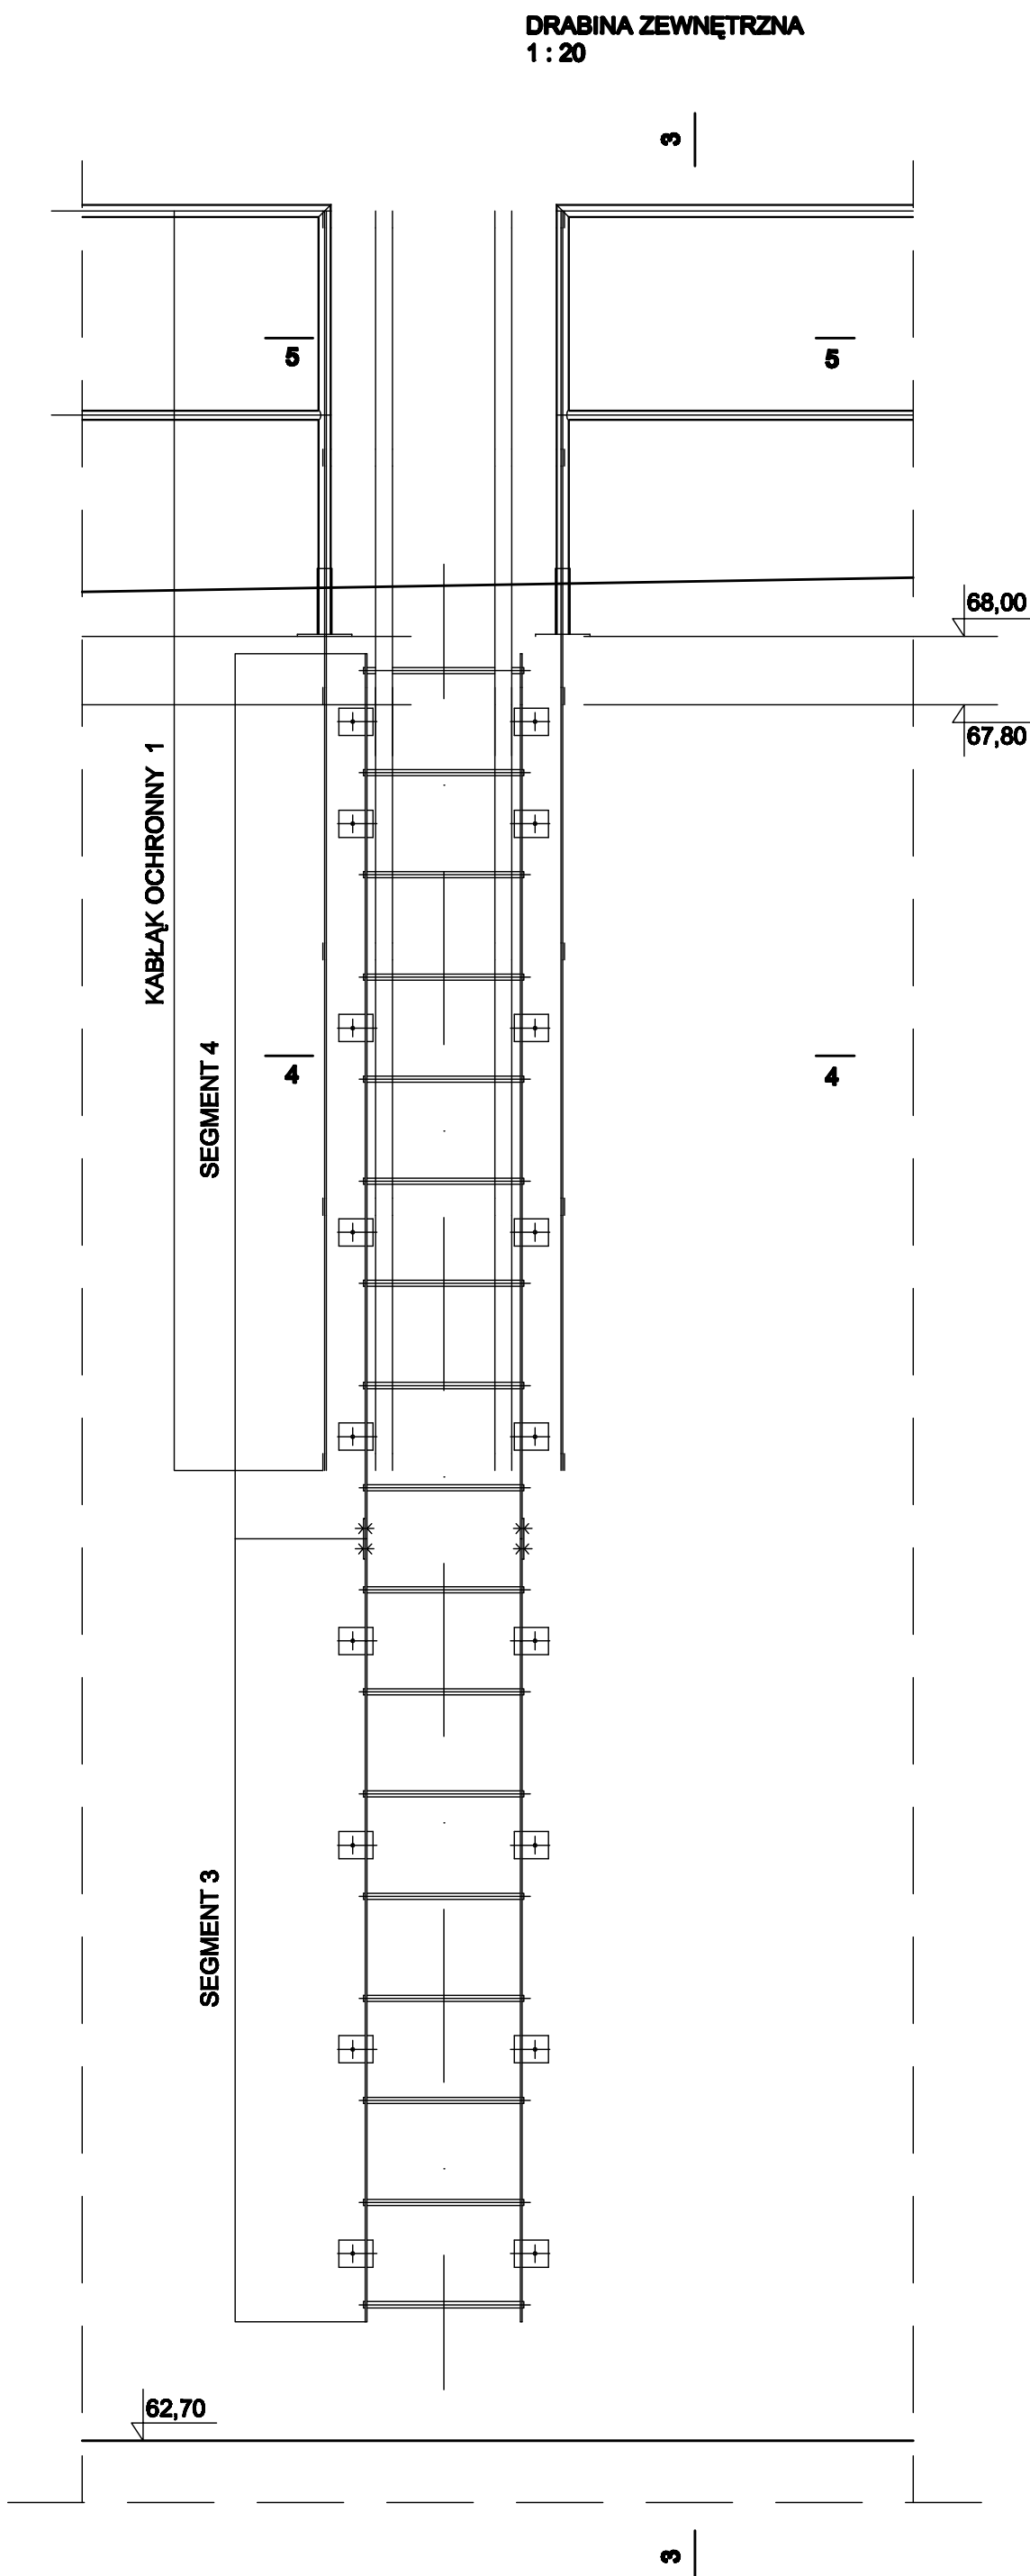 DRABINA ZEWNĘTRZNA
1 : 20
3
5
5
68,00
67,80
KABŁĄK OCHRONNY 1
SEGMENT 4
4
4
SEGMENT 3
62,70
3